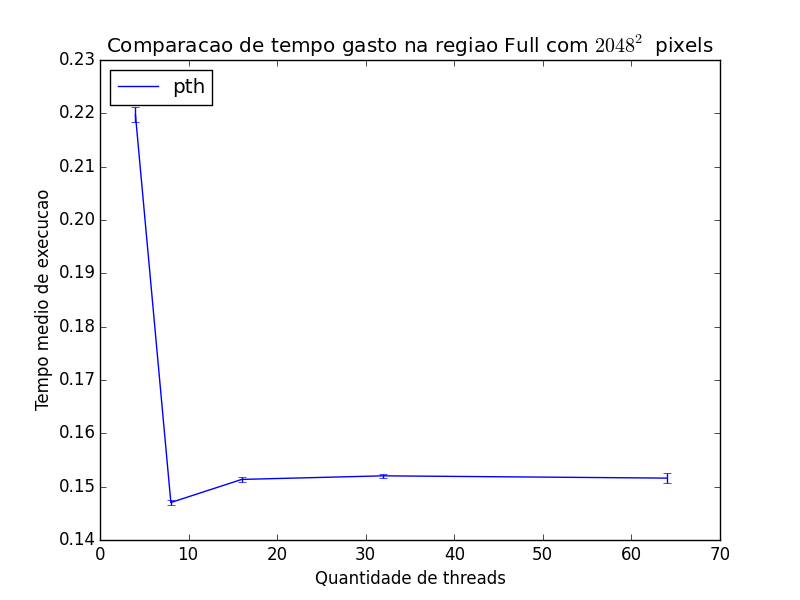 Comparacao de tempo gasto na regiao Full com 2048² pixels
pth
Tempo medio de execucao
0.23
0.22
0.21
0.20
0.19
0.18
0.17
0.16
0.15
0.14
0 10 20 30 40 50 60 70
Quantidade de threads